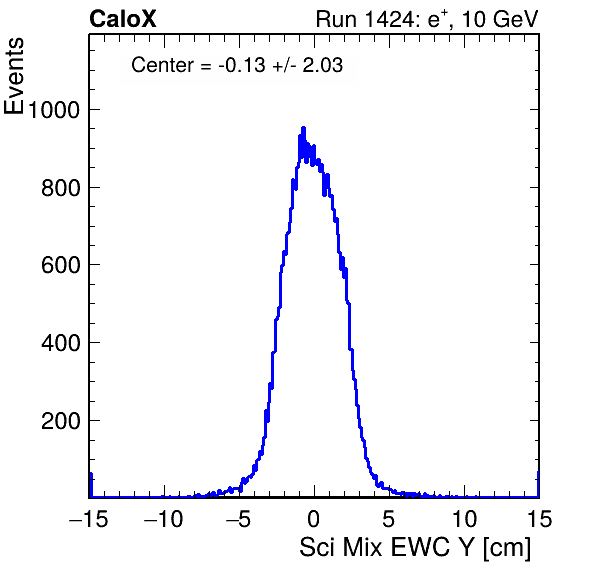 CaloX Run 1424: e⁺, 10 GeV
Center = -0.13 +/- 2.03
Events
1000
800
600
400
200
−15 −10 −5 0 5 10 15
Sci Mix EWC Y [cm]